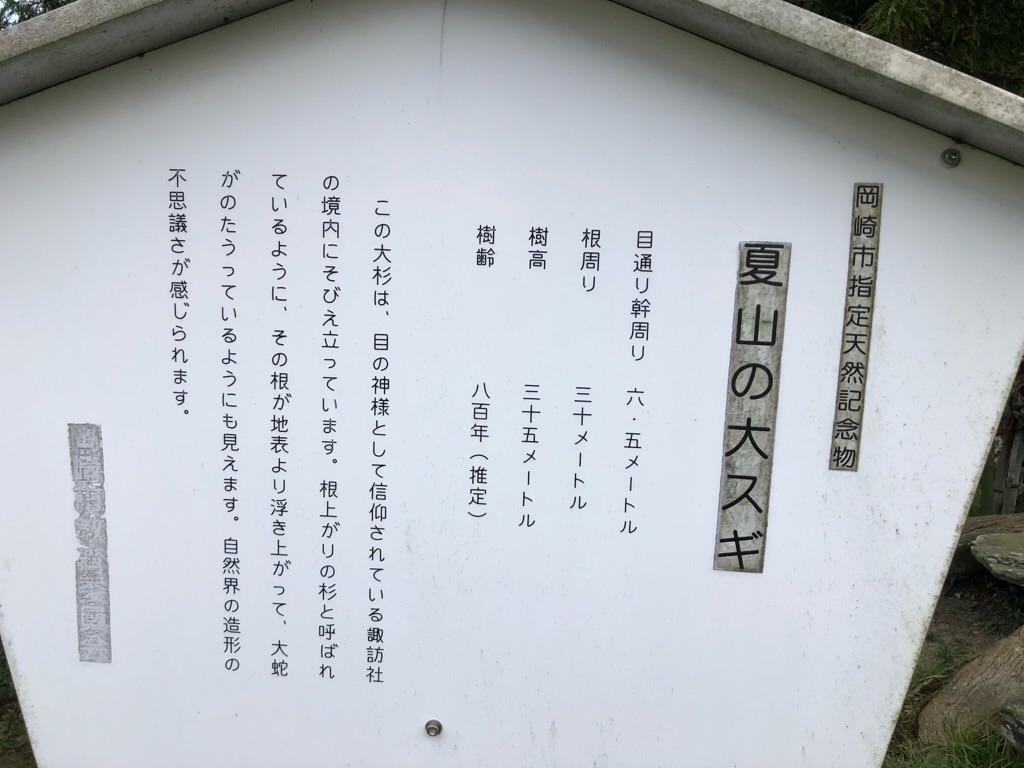 岡崎市指定天然記念物
夏山の大スギ
目通り幹周り 六・五メートル
根周り 三十メートル
樹高 三十五メートル
樹齢 八百年（推定）
この大杉は、目の神様として信仰されている諏訪社
の境内にそびえ立っています。根上がりの杉と呼ばれ
ているように、その根が地表より浮き上がって、大蛇
がのたうっているようにも見えます。自然界の造形の
不思議さが感じられます。